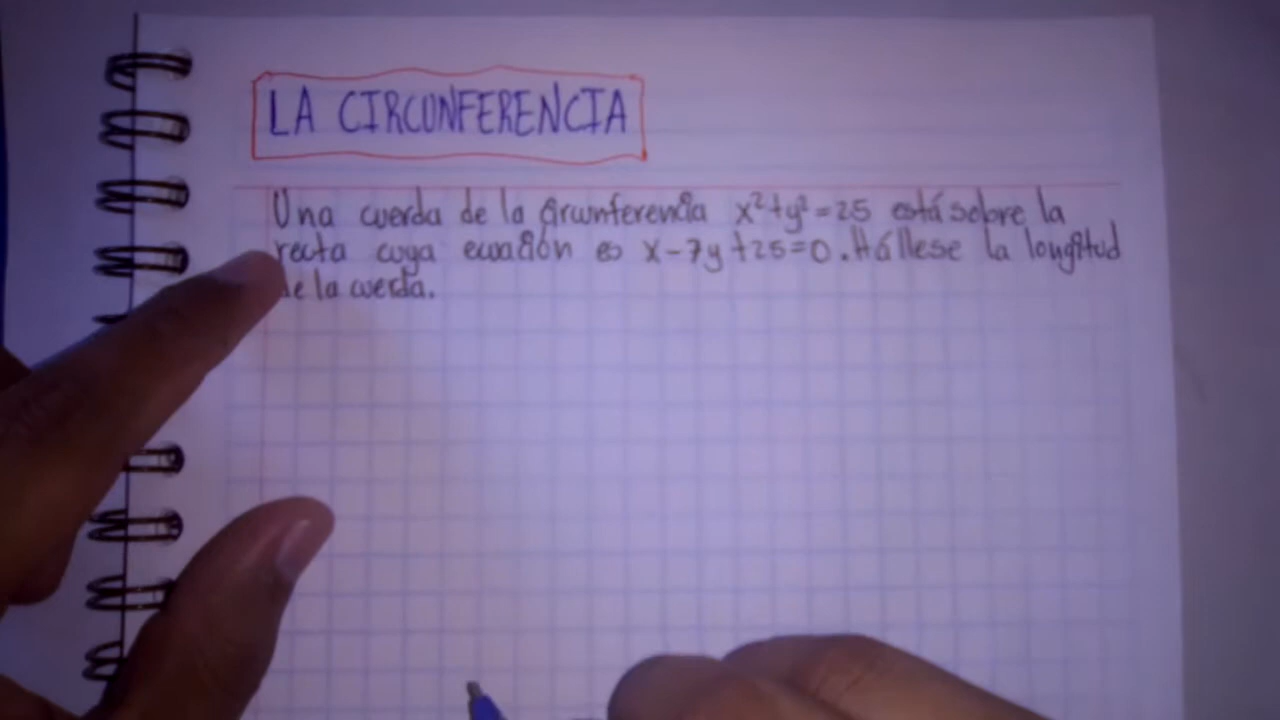 LA CIRCUNFERENCIA
Una cuerda de la circunferencia x²+y²=25 está sobre la
recta cuya ecuación es x-7y+25=0. Hállese la longitud
de la cuerda.